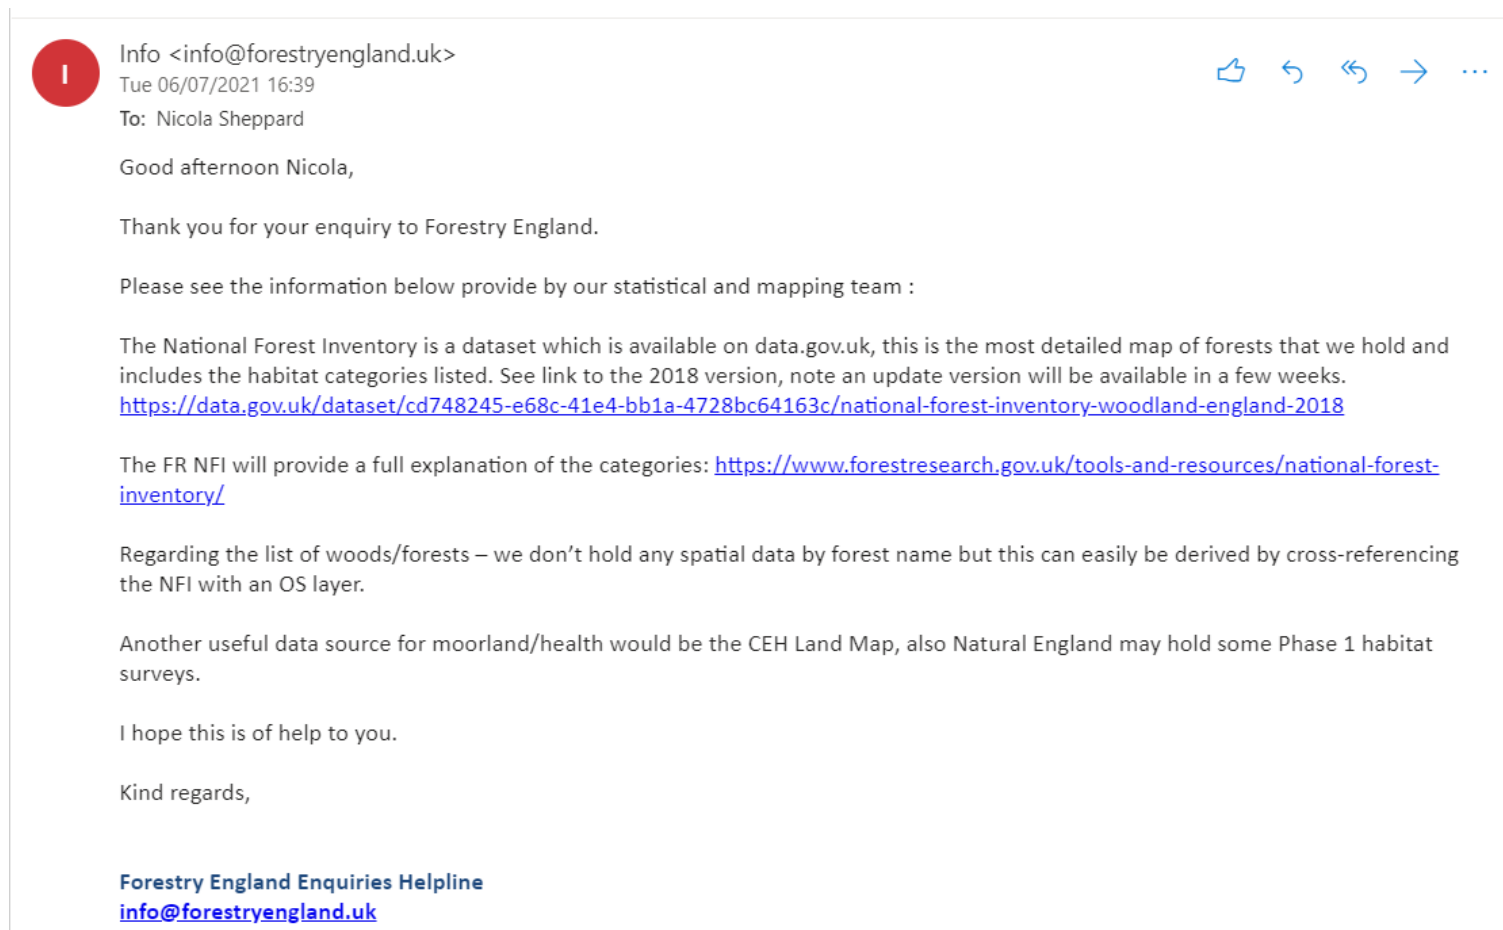 I
Info <info@forestryengland.uk>
Tue 06/07/2021 16:39
To: Nicola Sheppard
Good afternoon Nicola,
Thank you for your enquiry to Forestry England.
Please see the information below provide by our statistical and mapping team :
The National Forest Inventory is a dataset which is available on data.gov.uk, this is the most detailed map of forests that we hold and
includes the habitat categories listed. See link to the 2018 version, note an update version will be available in a few weeks.
https://data.gov.uk/dataset/cd748245-e68c-41e4-bb1a-4728bc64163c/national-forest-inventory-woodland-england-2018
The FR NFI will provide a full explanation of the categories: https://www.forestresearch.gov.uk/tools-and-resources/national-forest-
inventory/
Regarding the list of woods/forests – we don’t hold any spatial data by forest name but this can easily be derived by cross-referencing
the NFI with an OS layer.
Another useful data source for moorland/health would be the CEH Land Map, also Natural England may hold some Phase 1 habitat
surveys.
I hope this is of help to you.
Kind regards,
Forestry England Enquiries Helpline
info@forestryengland.uk